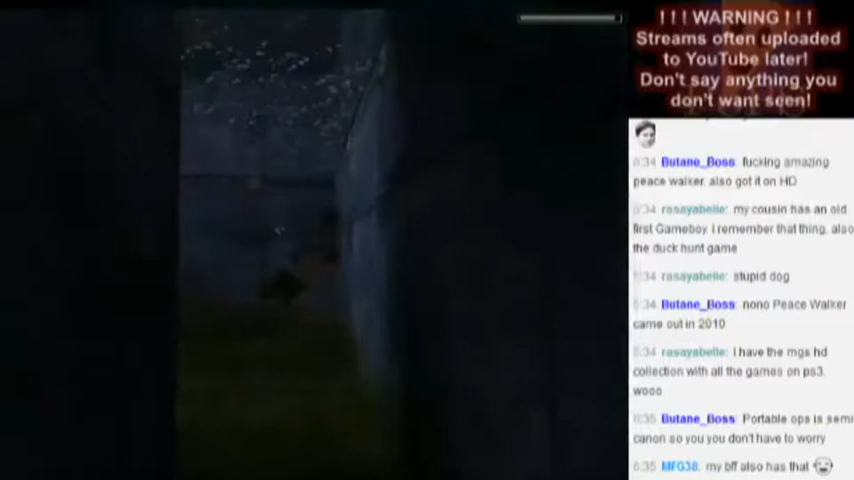 ! ! ! WARNING ! ! !
Streams often uploaded
to YouTube later!
Don't say anything you
don't want seen!
6:34 Butane_Boss: fucking amazing
peace walker. also got it on HD
6:34 rasayabelle: my cousin has an old
first Gameboy. I remember that thing. also
the duck hunt game
6:34 rasayabelle: stupid dog
6:34 Butane_Boss: nono Peace Walker
came out in 2010
6:34 rasayabelle: I have the mgs hd
collection with all the games on ps3.
wooo
6:35 Butane_Boss: Portable ops is semi
canon so you you don't have to worry
6:35 MFG38: my bff also has that